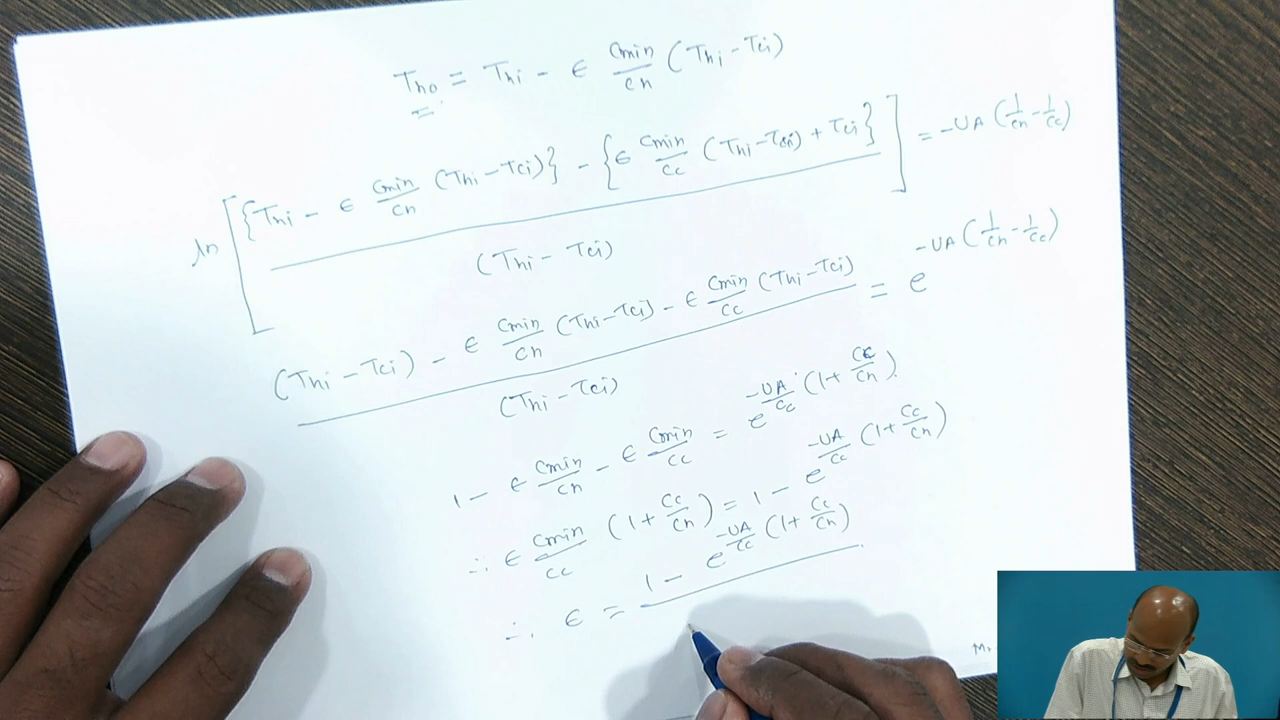 Tho = Thi - ε Cmin/Ch (Thi - Tci)
ln [ {Thi - ε Cmin/Ch (Thi - Tci)} - {ε Cmin/Cc (Thi - Tci) + Tci} / (Thi - Tci) ] = -UA (1/Ch - 1/Cc)
(Thi - Tci) - ε Cmin/Ch (Thi - Tci) - ε Cmin/Cc (Thi - Tci) / (Thi - Tci) = e^{-UA (1/Ch - 1/Cc)}
1 - ε Cmin/Ch - ε Cmin/Cc = e^{-UA/Cc (1 + Cc/Ch)}
∴ ε Cmin/Cc (1 + Cc/Ch) = 1 - e^{-UA/Cc (1 + Cc/Ch)}
∴ ε = 1 - e^{-UA/Cc (1 + Cc/Ch)}